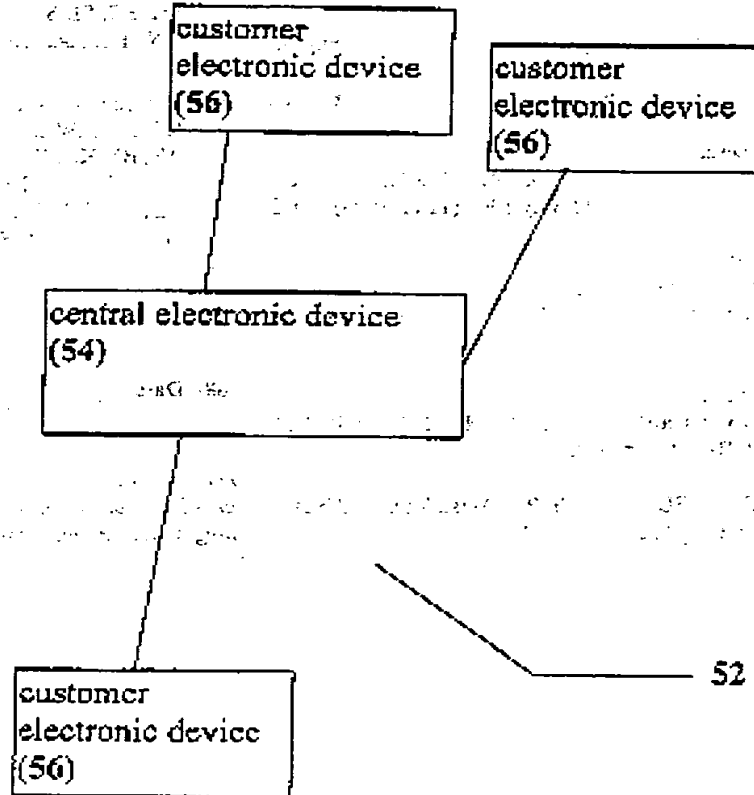 customer
electronic device
(56)
customer
electronic device
(56)
central electronic device
(54)
52
customer
electronic device
(56)